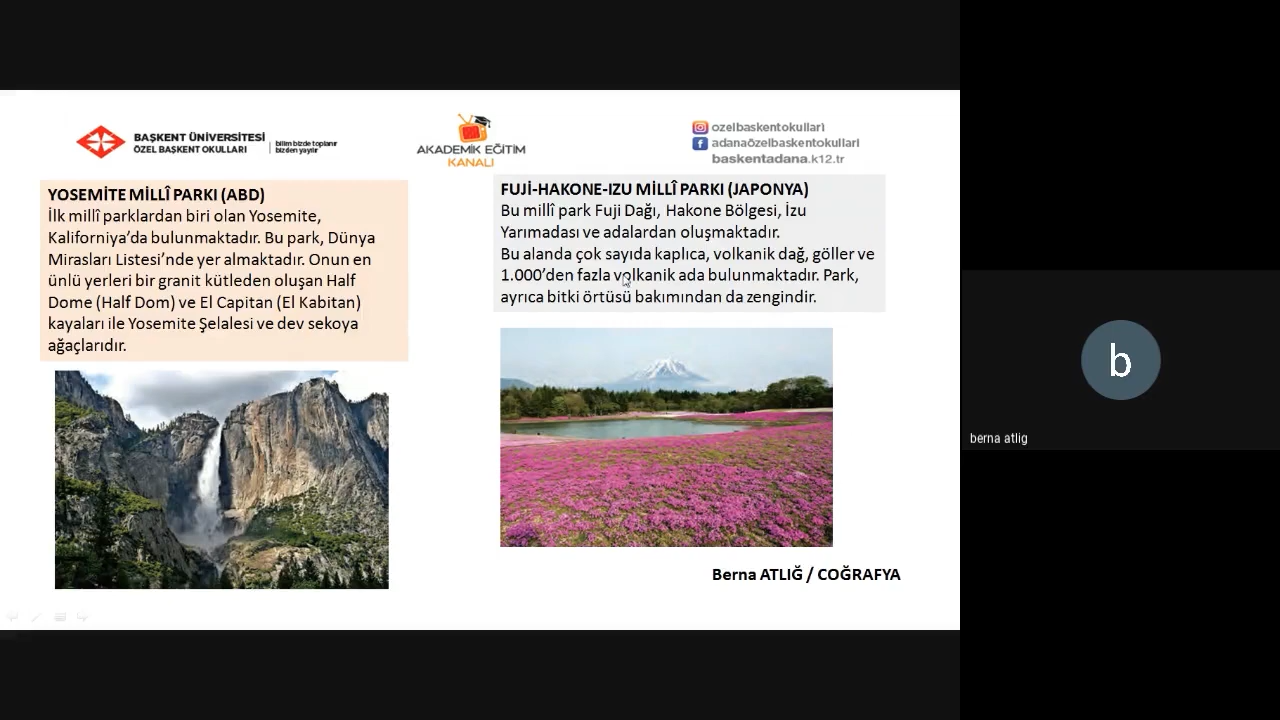 BAŞKENT ÜNİVERSİTESİ
ÖZEL BAŞKENT OKULLARI
bilim bizde toplanır
bizden yayılır
AKADEMİK EĞİTİM
KANALI
ozelbaskentokullari
adanaözelbaskentokullari
baskentadana.k12.tr
YOSEMİTE MİLLÎ PARKI (ABD)
İlk millî parklardan biri olan Yosemite,
Kaliforniya’da bulunmaktadır. Bu park, Dünya
Mirasları Listesi’nde yer almaktadır. Onun en
ünlü yerleri bir granit kütleden oluşan Half
Dome (Half Dom) ve El Capitan (El Kabitan)
kayaları ile Yosemite Şelalesi ve dev sekoya
ağaçlarıdır.
FUJİ-HAKONE-IZU MİLLÎ PARKI (JAPONYA)
Bu millî park Fuji Dağı, Hakone Bölgesi, İzu
Yarımadası ve adalardan oluşmaktadır.
Bu alanda çok sayıda kaplıca, volkanik dağ, göller ve
1.000’den fazla volkanik ada bulunmaktadır. Park,
ayrıca bitki örtüsü bakımından da zengindir.
Berna ATLIĞ / COĞRAFYA
b
berna atlig